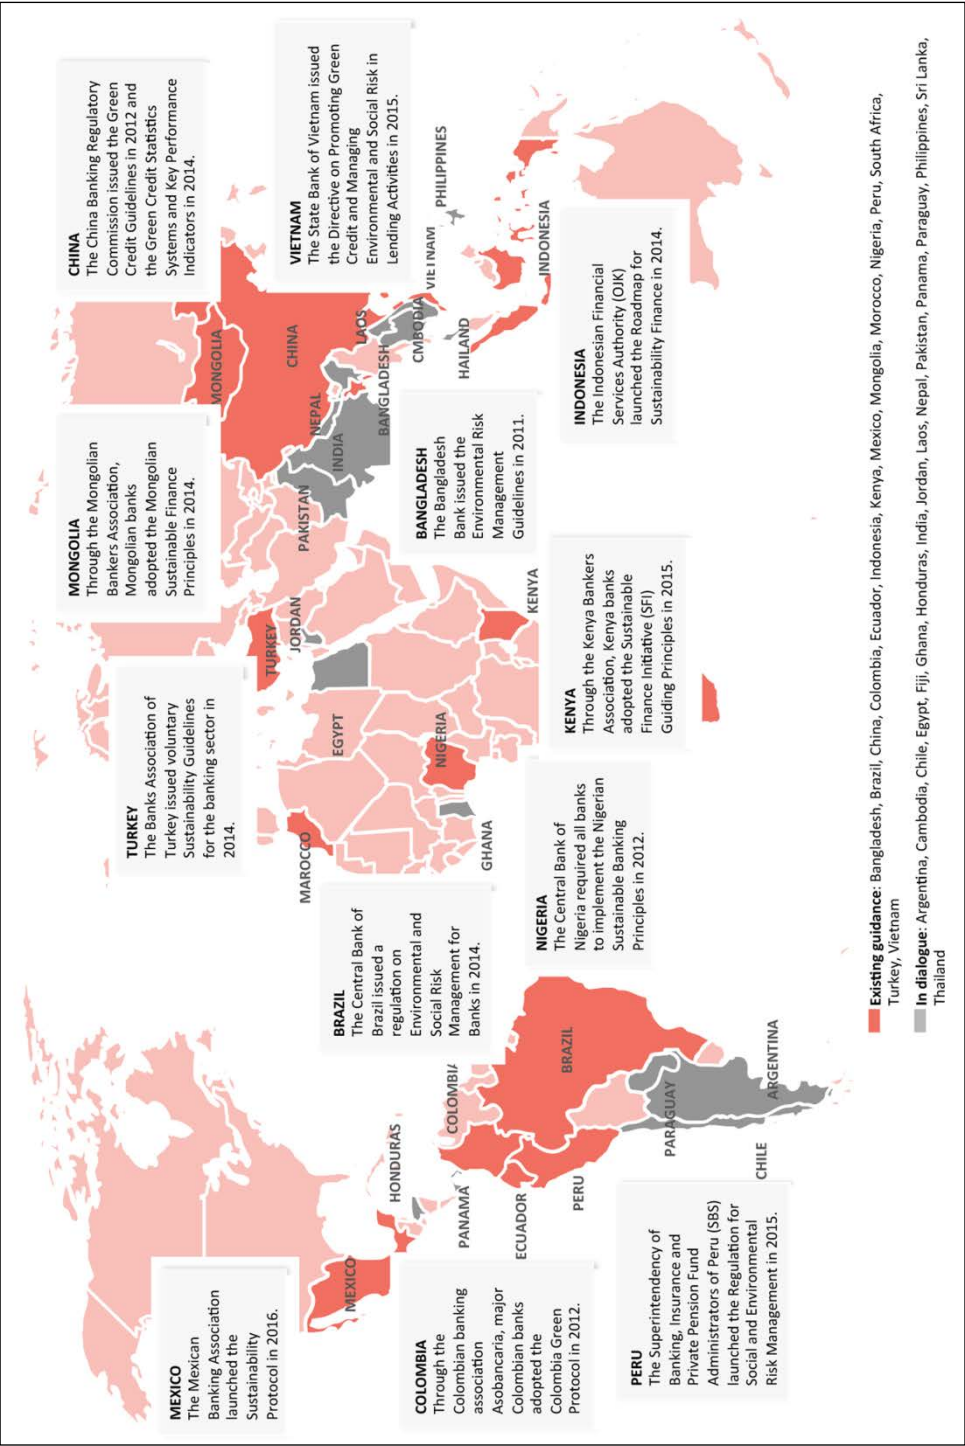 MEXICO
The Mexican
Banking Association
launched the
Sustainability
Protocol in 2016.
TURKEY
The Banks Association of
Turkey issued voluntary
Sustainability Guidelines
for the banking sector in
2014.
MONGOLIA
Through the Mongolian
Bankers Association,
Mongolian banks
adopted the Mongolian
Sustainable Finance
Principles in 2014.
CHINA
The China Banking Regulatory
Commission issued the Green
Credit Guidelines in 2012 and
the Green Credit Statistics
Systems and Key Performance
Indicators in 2014.
VIETNAM
The State Bank of Vietnam issued
the Directive on Promoting Green
Credit and Managing
Environmental and Social Risk in
Lending Activities in 2015.
MONGOLIA
CHINA
TURKEY
JORDAN
PAKISTAN
NEPAL
INDIA
LAOS
BANGLADESH
CMBODIA
VIETNAM
PHILIPPINES
HAILAND
INDONESIA
MAROCCO
EGYPT
NIGERIA
GHANA
KENYA
MEXICO
HONDURAS
PANAMA
COLOMBI
ECUADOR
PERU
BRAZIL
PARAGUAY
CHILE
ARGENTINA
BRAZIL
The Central Bank of
Brazil issued a
regulation on
Environmental and
Social Risk
Management for
Banks in 2014.
COLOMBIA
Through the
Colombian banking
association
Asobancaria, major
Colombian banks
adopted the
Colombia Green
Protocol in 2012.
BANGLADESH
The Bangladesh
Bank issued the
Environmental Risk
Management
Guidelines in 2011.
NIGERIA
The Central Bank of
Nigeria required all banks
to implement the Nigerian
Sustainable Banking
Principles in 2012.
KENYA
Through the Kenya Bankers
Association, Kenya banks
adopted the Sustainable
Finance Initiative (SFI)
Guiding Principles in 2015.
INDONESIA
The Indonesian Financial
Services Authority (OJK)
launched the Roadmap for
Sustainability Finance in 2014.
PERU
The Superintendency of
Banking, Insurance and
Private Pension Fund
Administrators of Peru (SBS)
launched the Regulation for
Social and Environmental
Risk Management in 2015.
Existing guidance: Bangladesh, Brazil, China, Colombia, Ecuador, Indonesia, Kenya, Mexico, Mongolia, Morocco, Nigeria, Peru, South Africa,
Turkey, Vietnam
In dialogue: Argentina, Cambodia, Chile, Egypt, Fiji, Ghana, Honduras, India, Jordan, Laos, Nepal, Pakistan, Panama, Paraguay, Philippines, Sri Lanka,
Thailand